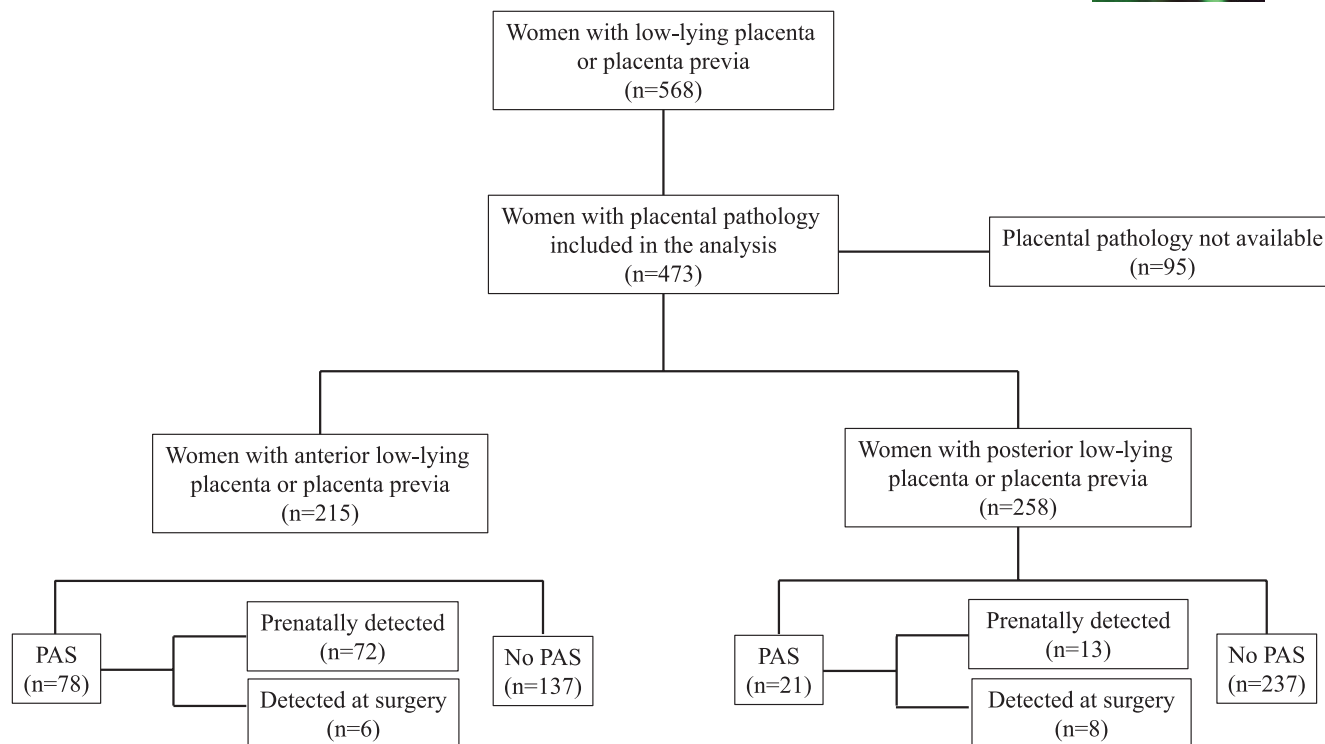 Women with low-lying placenta
or placenta previa
(n=568)
Women with placental pathology
included in the analysis
(n=473)
Placental pathology not available
(n=95)
Women with anterior low-lying
placenta or placenta previa
(n=215)
Women with posterior low-lying
placenta or placenta previa
(n=258)
PAS
(n=78)
Prenatally detected
(n=72)
Detected at surgery
(n=6)
No PAS
(n=137)
PAS
(n=21)
Prenatally detected
(n=13)
Detected at surgery
(n=8)
No PAS
(n=237)